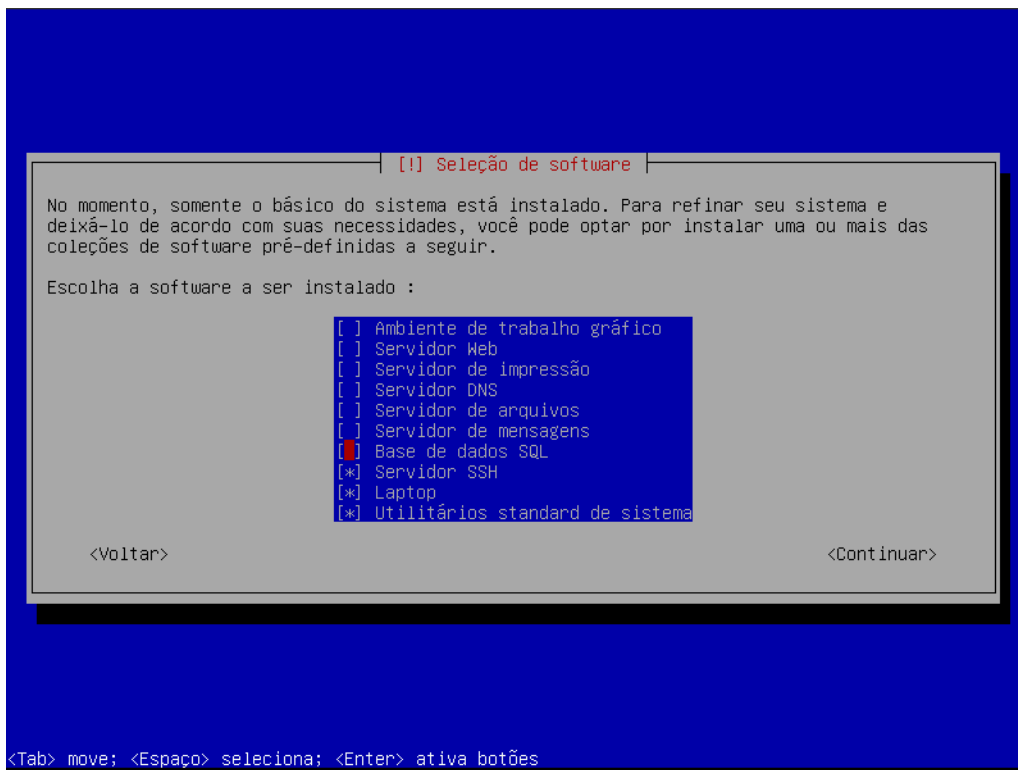 [!] Seleção de software
No momento, somente o básico do sistema está instalado. Para refinar seu sistema e
deixá-lo de acordo com suas necessidades, você pode optar por instalar uma ou mais das
coleções de software pré-definidas a seguir.
Escolha a software a ser instalado :
[ ] Ambiente de trabalho gráfico
[ ] Servidor Web
[ ] Servidor de impressão
[ ] Servidor DNS
[ ] Servidor de arquivos
[ ] Servidor de mensagens
[ ] Base de dados SQL
[*] Servidor SSH
[*] Laptop
[*] Utilitários standard de sistema
<Voltar> <Continuar>
<Tab> move; <Espaço> seleciona; <Enter> ativa botões